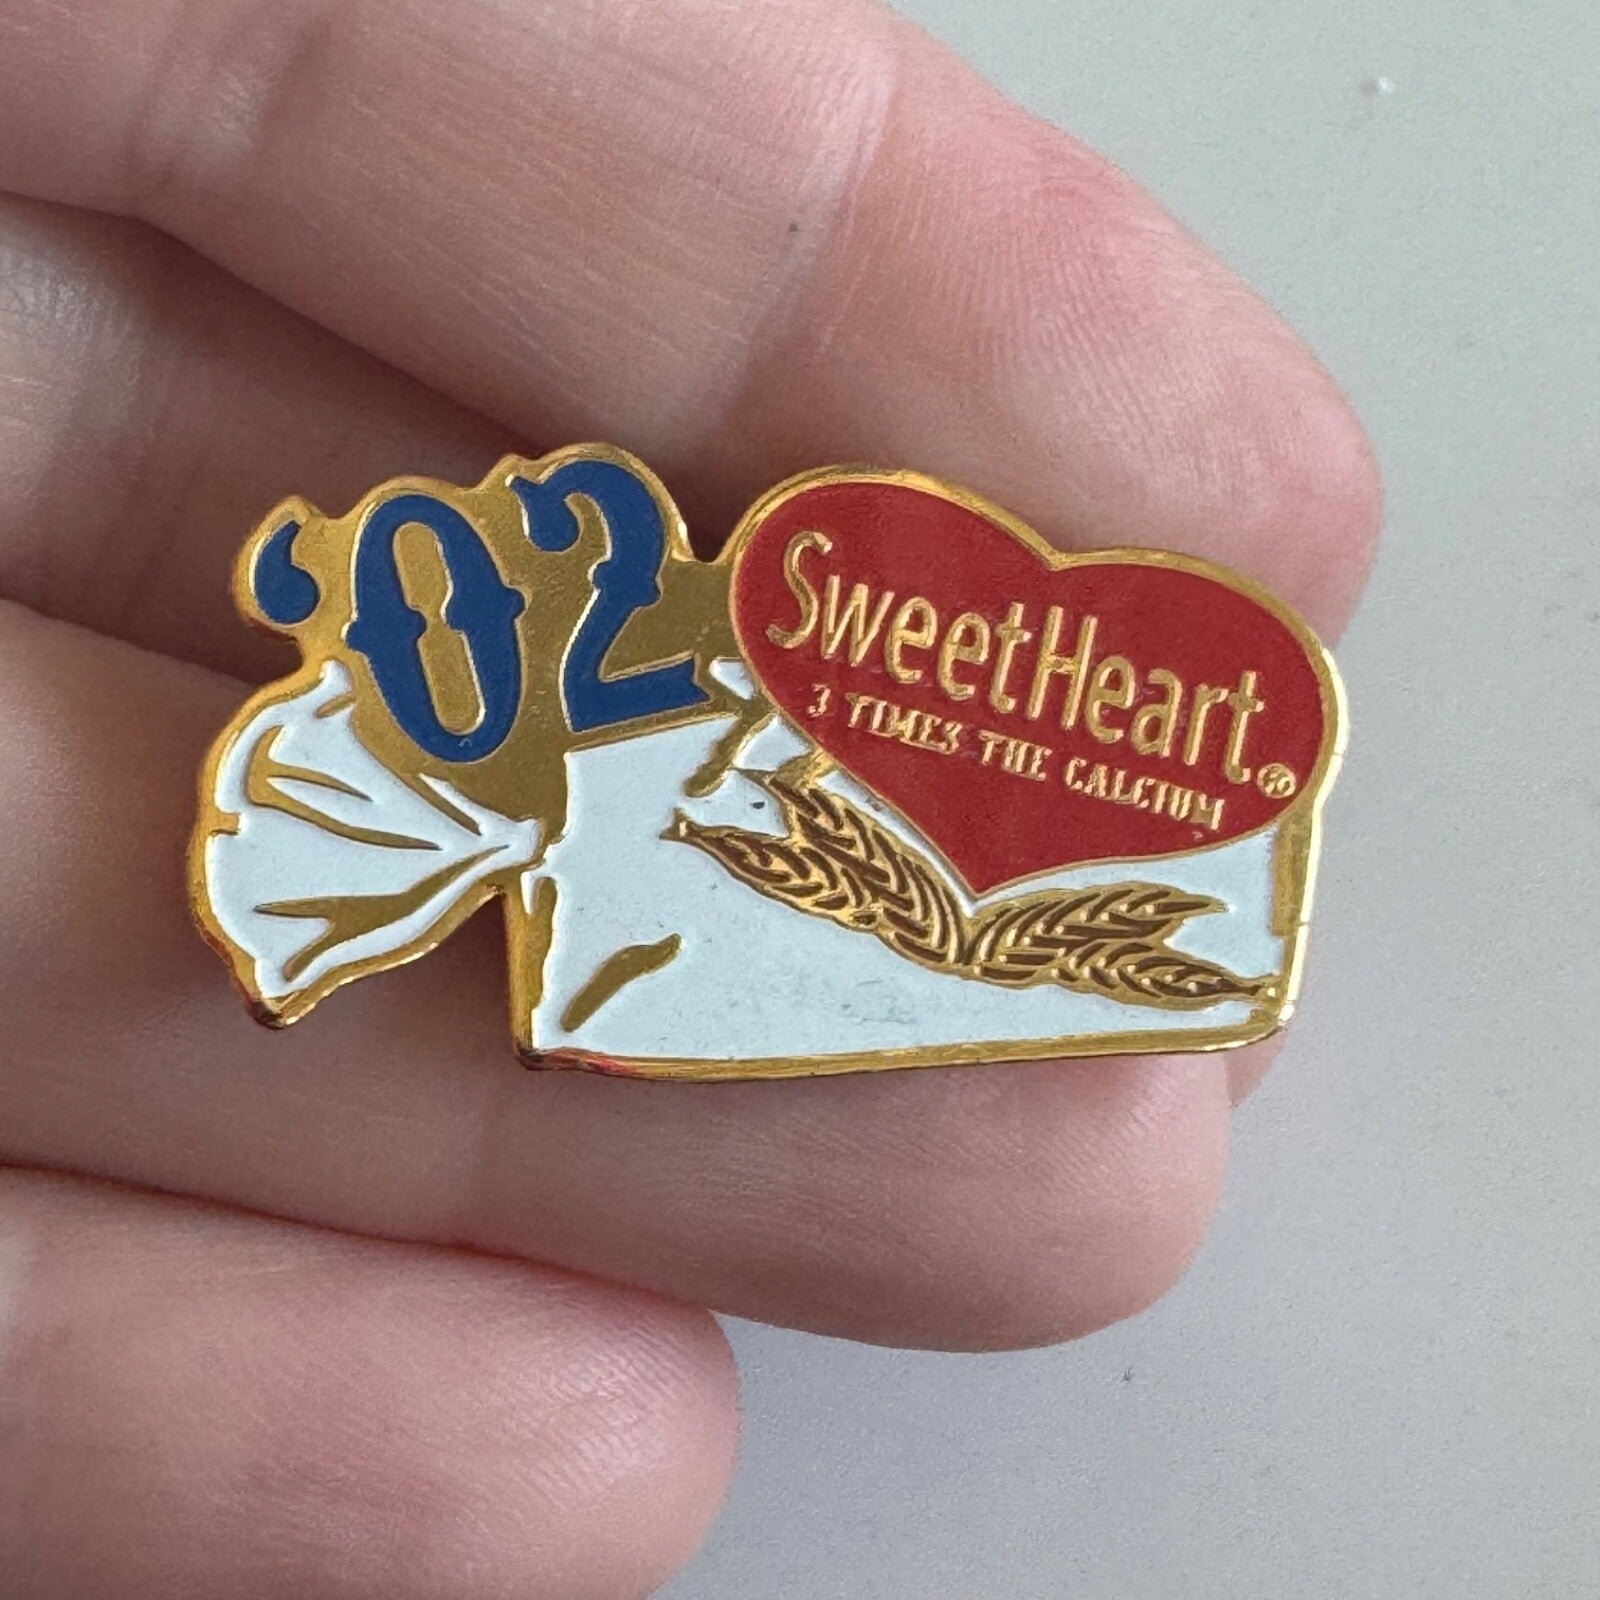 '02
SweetHeart®
3 TIMES THE CALCIUM